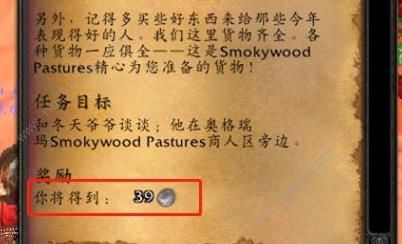 另外，记得多买些好东西来给那些今年
表现得好的人。我们这里货物齐全。各
种货物一应俱全——这是Smokywood
Pastures精心为您准备的货物！
任务目标
和冬天爷爷谈谈；他在奥格瑞
玛Smokywood Pastures商人区旁边。
奖励
你将得到： 39